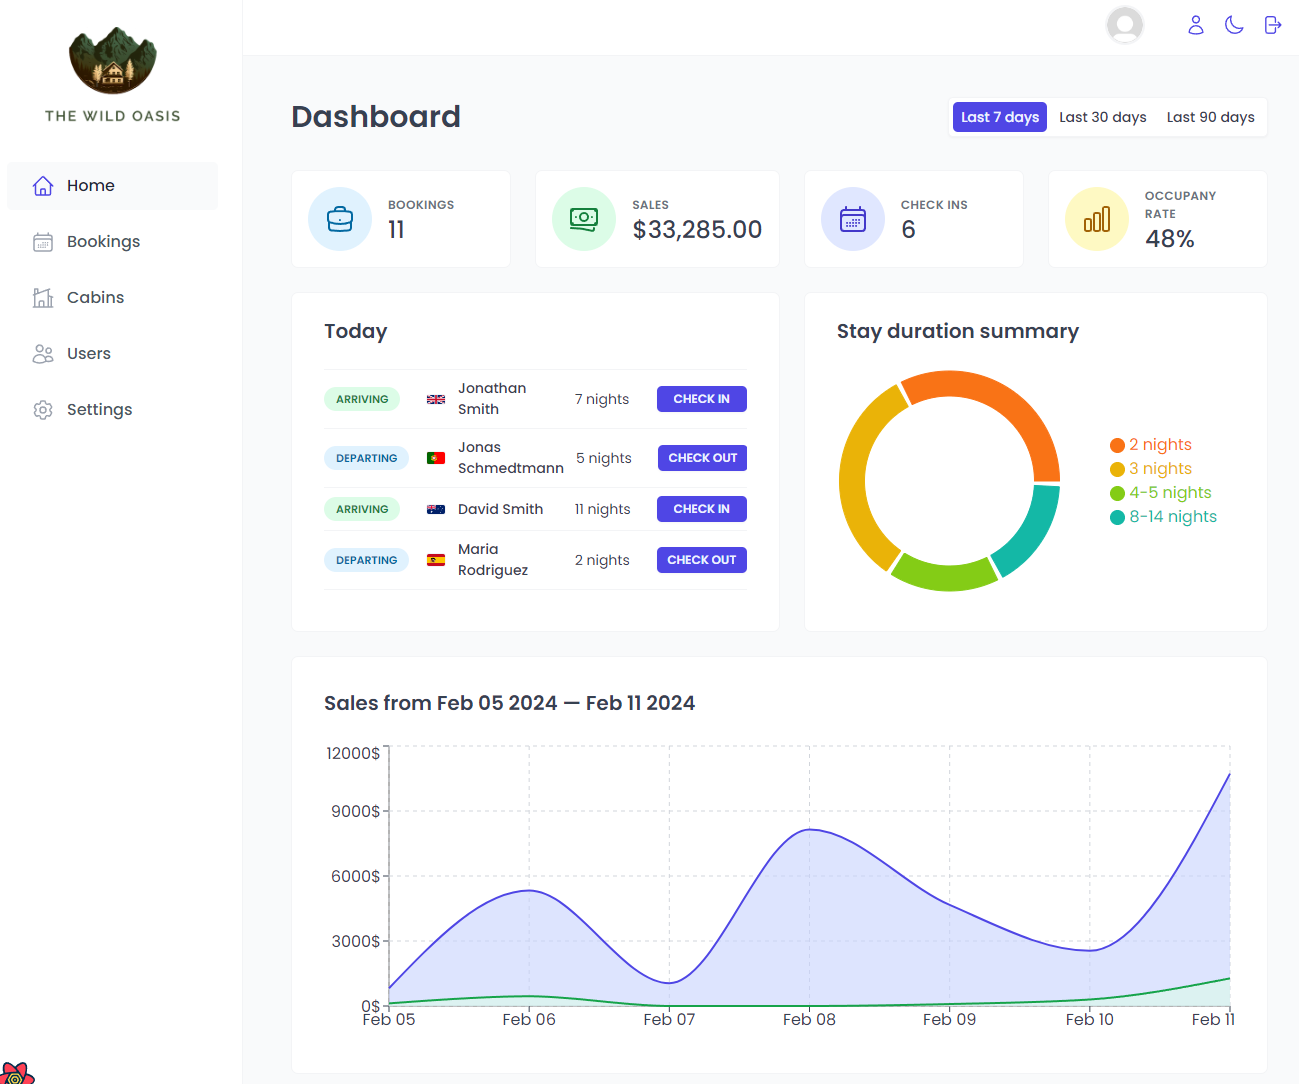 THE WILD OASIS
Home
Bookings
Cabins
Users
Settings
Dashboard
Last 7 days Last 30 days Last 90 days
BOOKINGS
11
SALES
$33,285.00
CHECK INS
6
OCCUPANY
RATE
48%
Today
ARRIVING Jonathan Smith 7 nights CHECK IN
DEPARTING Jonas Schmedtmann 5 nights CHECK OUT
ARRIVING David Smith 11 nights CHECK IN
DEPARTING Maria Rodriguez 2 nights CHECK OUT
Stay duration summary
2 nights
3 nights
4-5 nights
8-14 nights
Sales from Feb 05 2024 — Feb 11 2024
12000$
9000$
6000$
3000$
0$
Feb 05 Feb 06 Feb 07 Feb 08 Feb 09 Feb 10 Feb 11